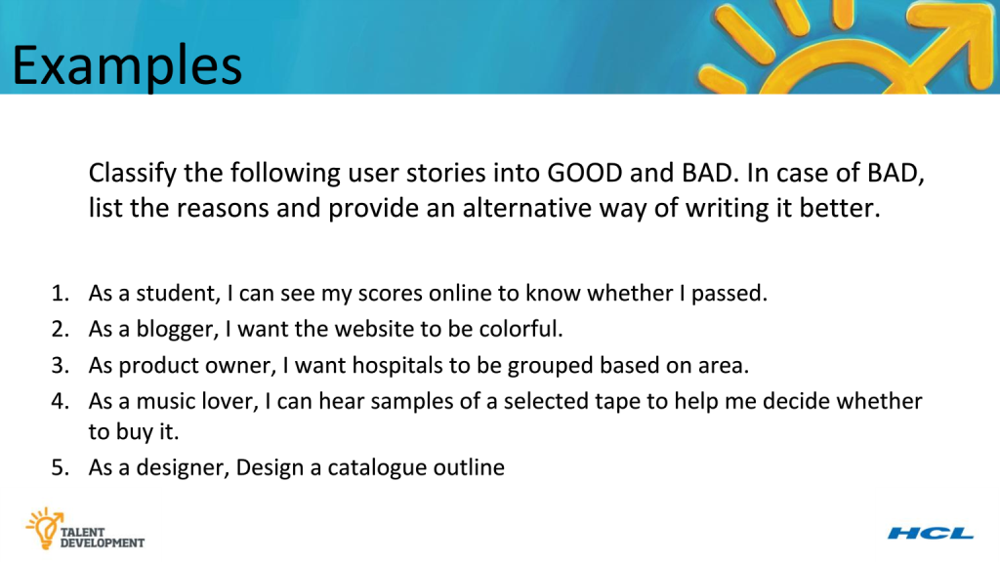 Examples
Classify the following user stories into GOOD and BAD. In case of BAD,
list the reasons and provide an alternative way of writing it better.
1. As a student, I can see my scores online to know whether I passed.
2. As a blogger, I want the website to be colorful.
3. As product owner, I want hospitals to be grouped based on area.
4. As a music lover, I can hear samples of a selected tape to help me decide whether
to buy it.
5. As a designer, Design a catalogue outline
TALENT
DEVELOPMENT
HCL